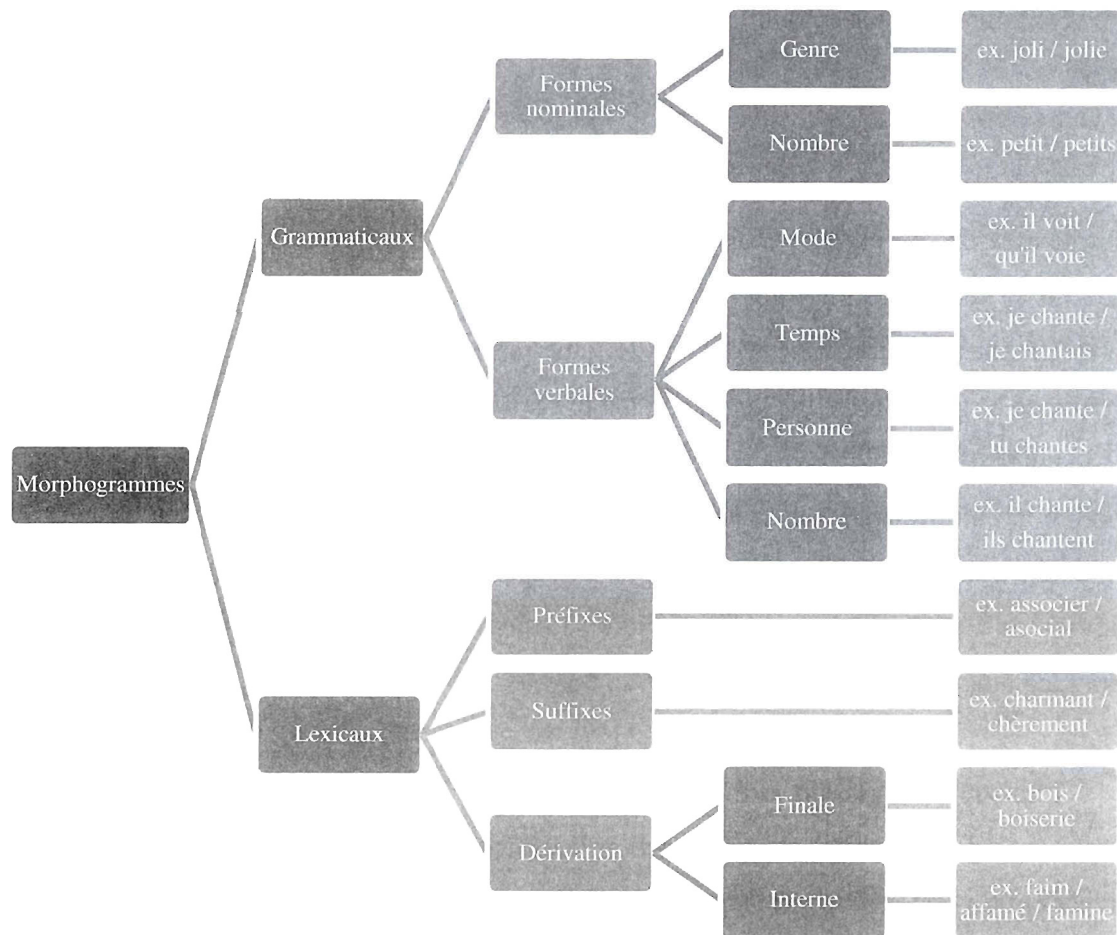 Morphogrammes
Grammaticaux
Formes
nominales
Genre
ex. joli / jolie
Nombre
ex. petit / petits
Formes
verbales
Mode
ex. il voit /
qu'il voie
Temps
ex. je chante /
je chantais
Personne
ex. je chante /
tu chantes
Nombre
ex. il chante /
ils chantent
Lexicaux
Préfixes
ex. associer /
asocial
Suffixes
ex. charmant /
chèrement
Dérivation
Finale
ex. bois /
boiserie
Interne
ex. faim /
affamé / famine